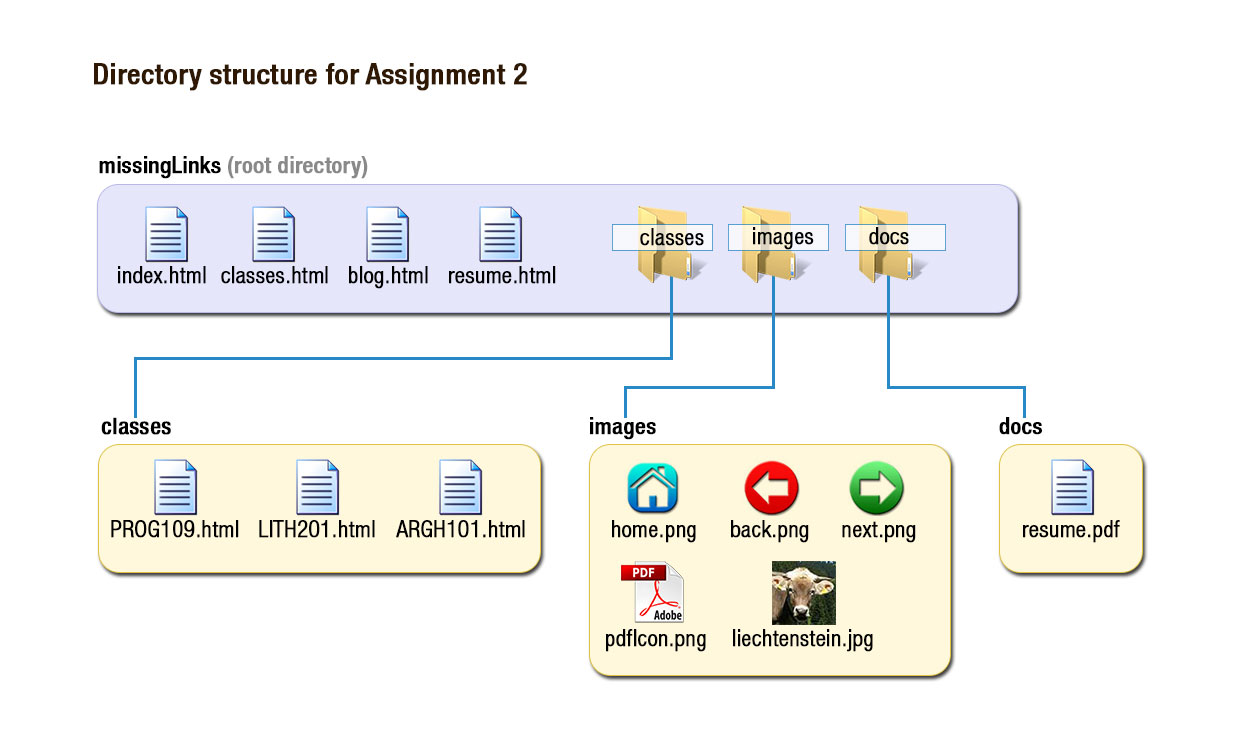 Directory structure for Assignment 2
missingLinks (root directory)
classes images docs
index.html classes.html blog.html resume.html
classes images docs
PROG109.html LITH201.html ARGH101.html home.png back.png next.png resume.pdf
PDF
Adobe
pdfIcon.png liechtenstein.jpg